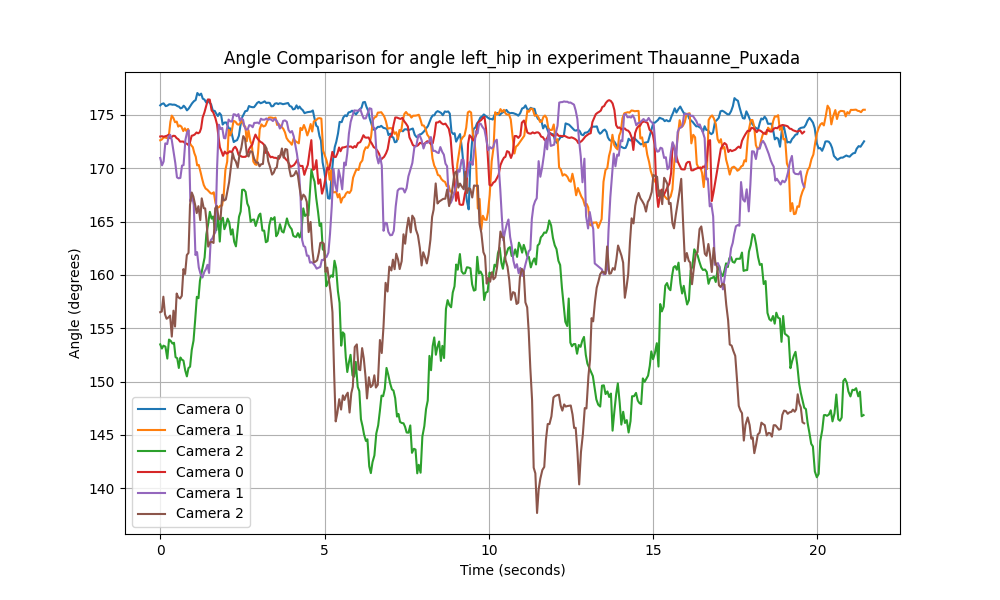 Angle Comparison for angle left_hip in experiment Thauanne_Puxada
Angle (degrees)
175
170
165
160
155
150
145
140
Camera 0
Camera 1
Camera 2
Camera 0
Camera 1
Camera 2
0 5 10 15 20
Time (seconds)